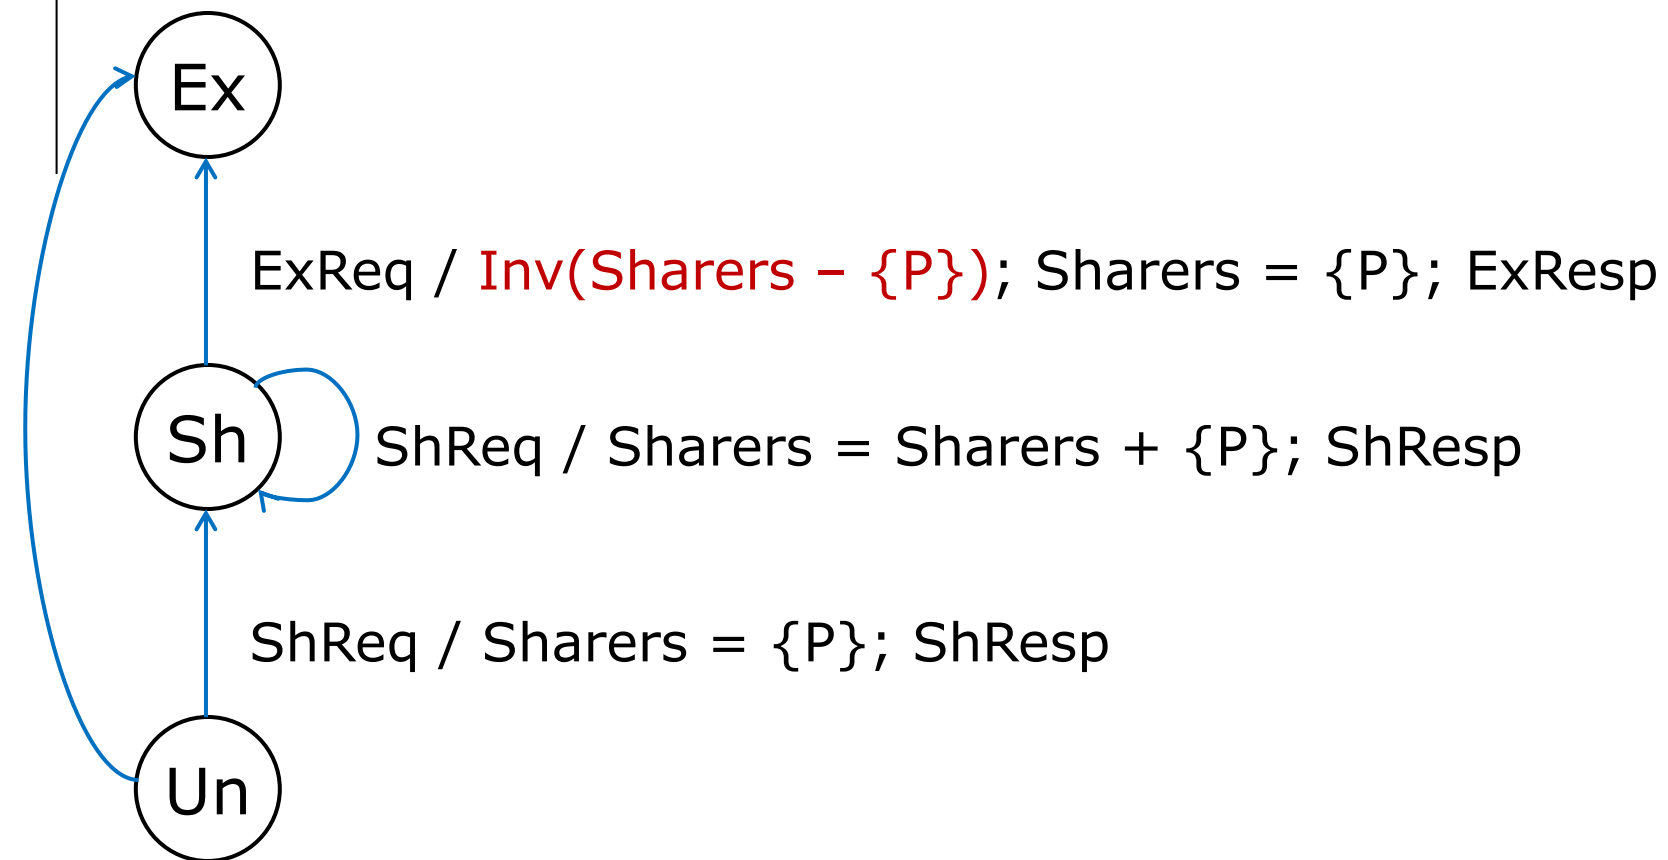 Ex
ExReq / Inv(Sharers – {P}); Sharers = {P}; ExResp
Sh
ShReq / Sharers = Sharers + {P}; ShResp
ShReq / Sharers = {P}; ShResp
Un